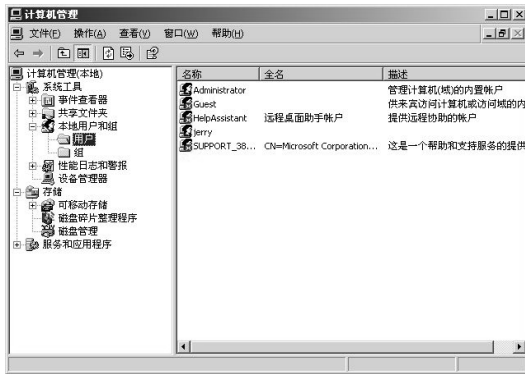 计算机管理
文件(F) 操作(A) 查看(V) 窗口(W) 帮助(H)
计算机管理(本地)
系统工具
事件查看器
共享文件夹
本地用户和组
用户
组
性能日志和警报
设备管理器
存储
可移动存储
磁盘碎片整理程序
磁盘管理
服务和应用程序
名称 全名 描述
Administrator 管理计算机(域)的内置帐户
Guest 供来宾访问计算机或访问域的内
HelpAssistant 远程桌面助手帐户 提供远程协助的帐户
jerry
SUPPORT_38... CN=Microsoft Corporation... 这是一个帮助和支持服务的提供